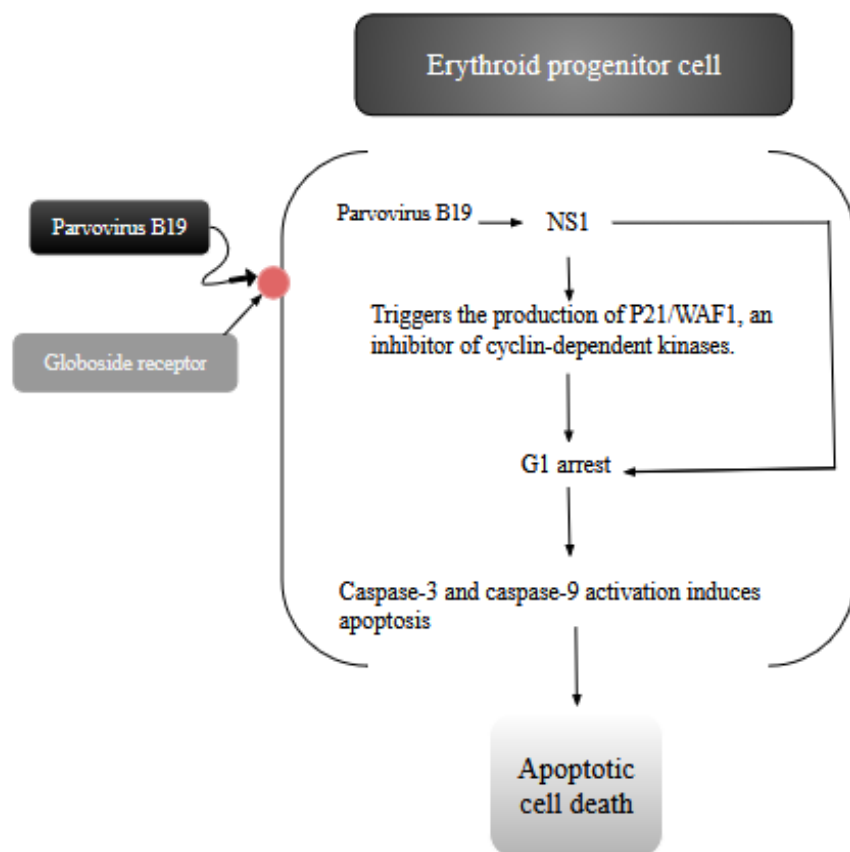 Erythroid progenitor cell
Parvovirus B19
Globoside receptor
Parvovirus B19
NS1
Triggers the production of P21/WAF1, an
inhibitor of cyclin-dependent kinases.
G1 arrest
Caspase-3 and caspase-9 activation induces
apoptosis
Apoptotic
cell death